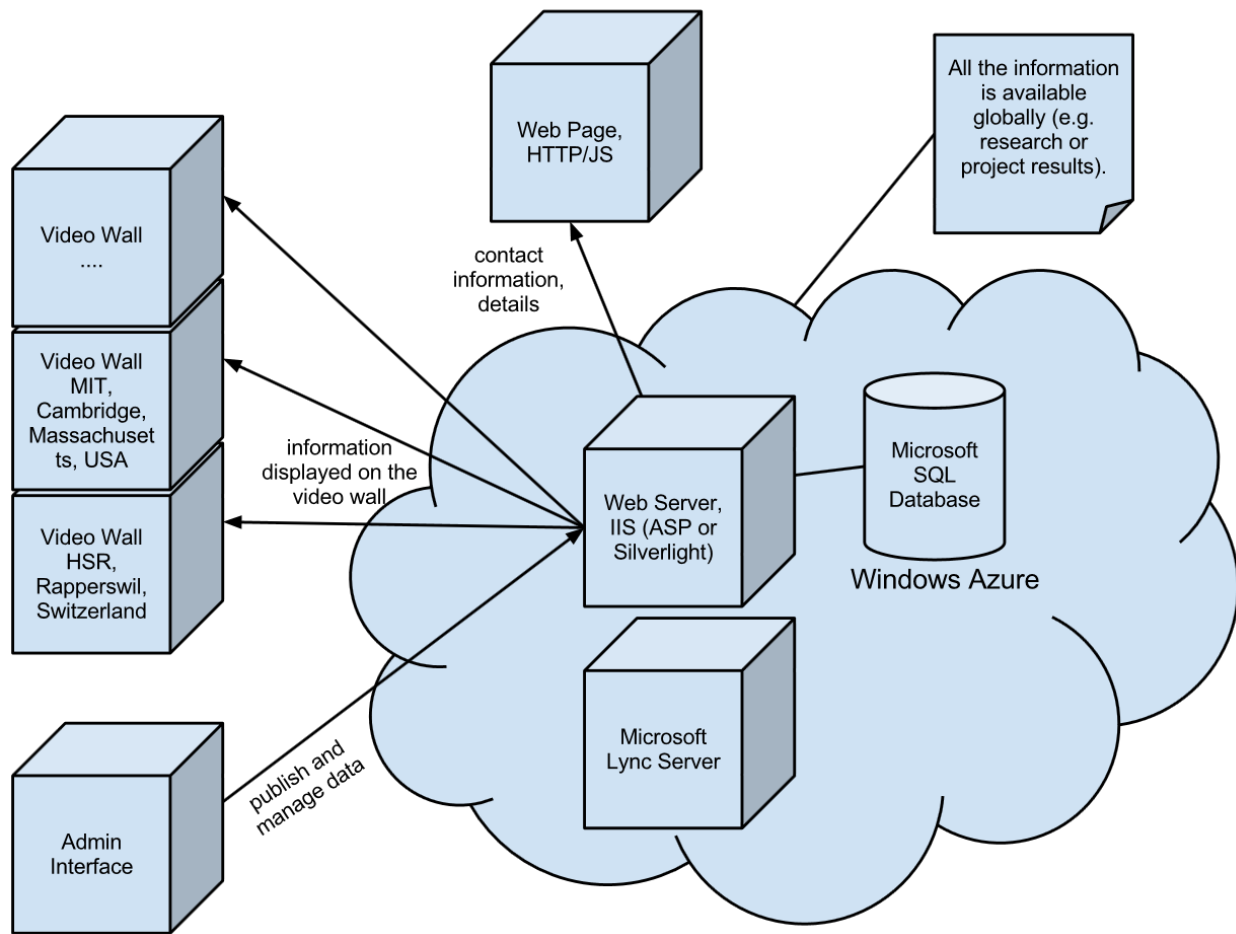 Web Page,
HTTP/JS
All the information
is available
globally (e.g.
research or
project results).
Video Wall
....
contact
information,
details
Video Wall
MIT,
Cambridge,
Massachuset
ts, USA
information
displayed on the
video wall
Web Server,
IIS (ASP or
Silverlight)
Microsoft
SQL
Database
Windows Azure
Video Wall
HSR,
Rapperswil,
Switzerland
Microsoft
Lync Server
publish and
manage data
Admin
Interface